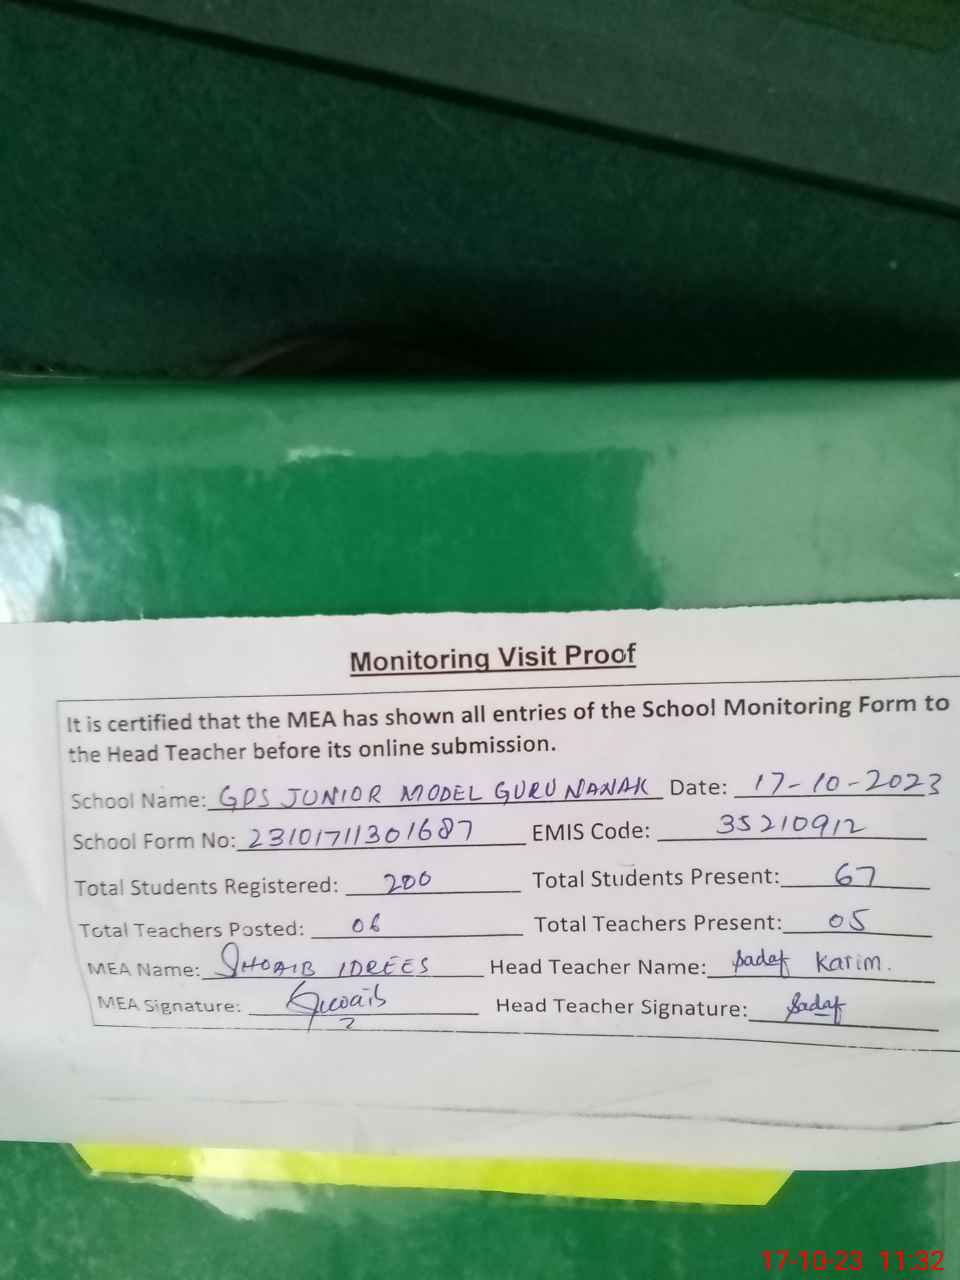 Monitoring Visit Proof
It is certified that the MEA has shown all entries of the School Monitoring Form to
the Head Teacher before its online submission.
School Name: GPS JUNIOR MODEL GURU NANAK Date: 17-10-2023
School Form No: 23101711301687 EMIS Code: 35210912
Total Students Registered: 200 Total Students Present: 67
Total Teachers Posted: 06 Total Teachers Present: 05
MEA Name: SHOAIB IDREES Head Teacher Name: Sadaf Karim.
MEA Signature: Shoaib Head Teacher Signature: Sadaf
17-10-23 11:32